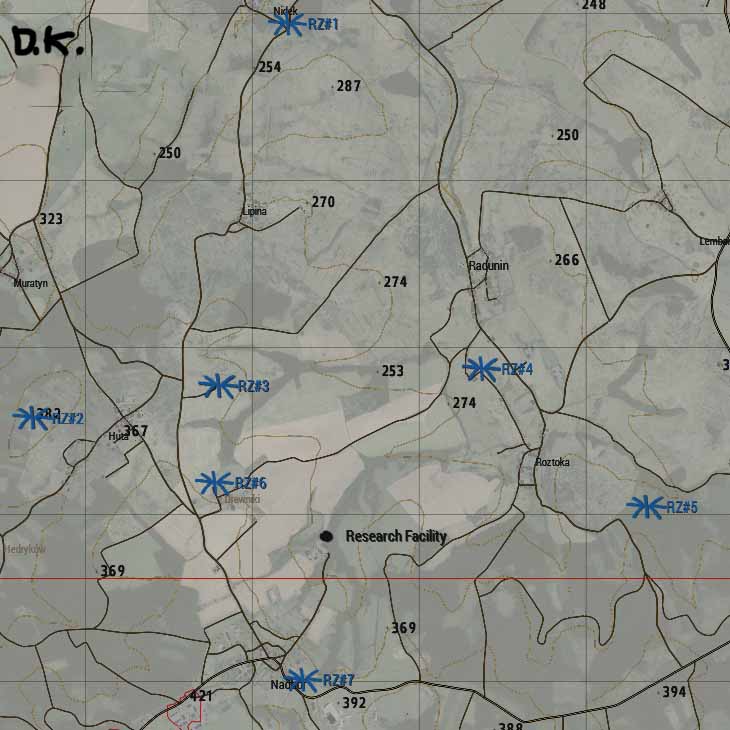 248
Nidek
RZ#1
D.K.
254
287
250
250
270
Lipina
323
266
Radunin
274
Muratyn
253
RZ#4
RZ#3
274
382
RZ#2
367
Huta
Roztoka
RZ#6
Drewniki
RZ#5
Research Facility
369
369
RZ#7
394
421
392
388